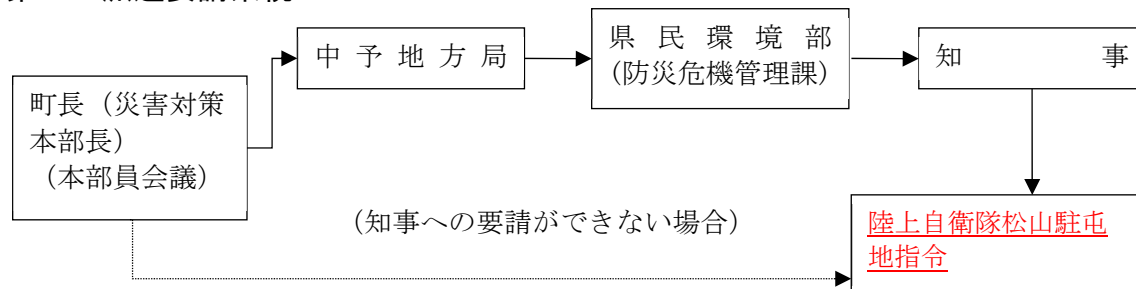 中予地方局
県民環境部
(防災危機管理課)
知事
町長（災害対策
本部長）
（本部員会議）
（知事への要請ができない場合）
陸上自衛隊松山駐屯
地指令